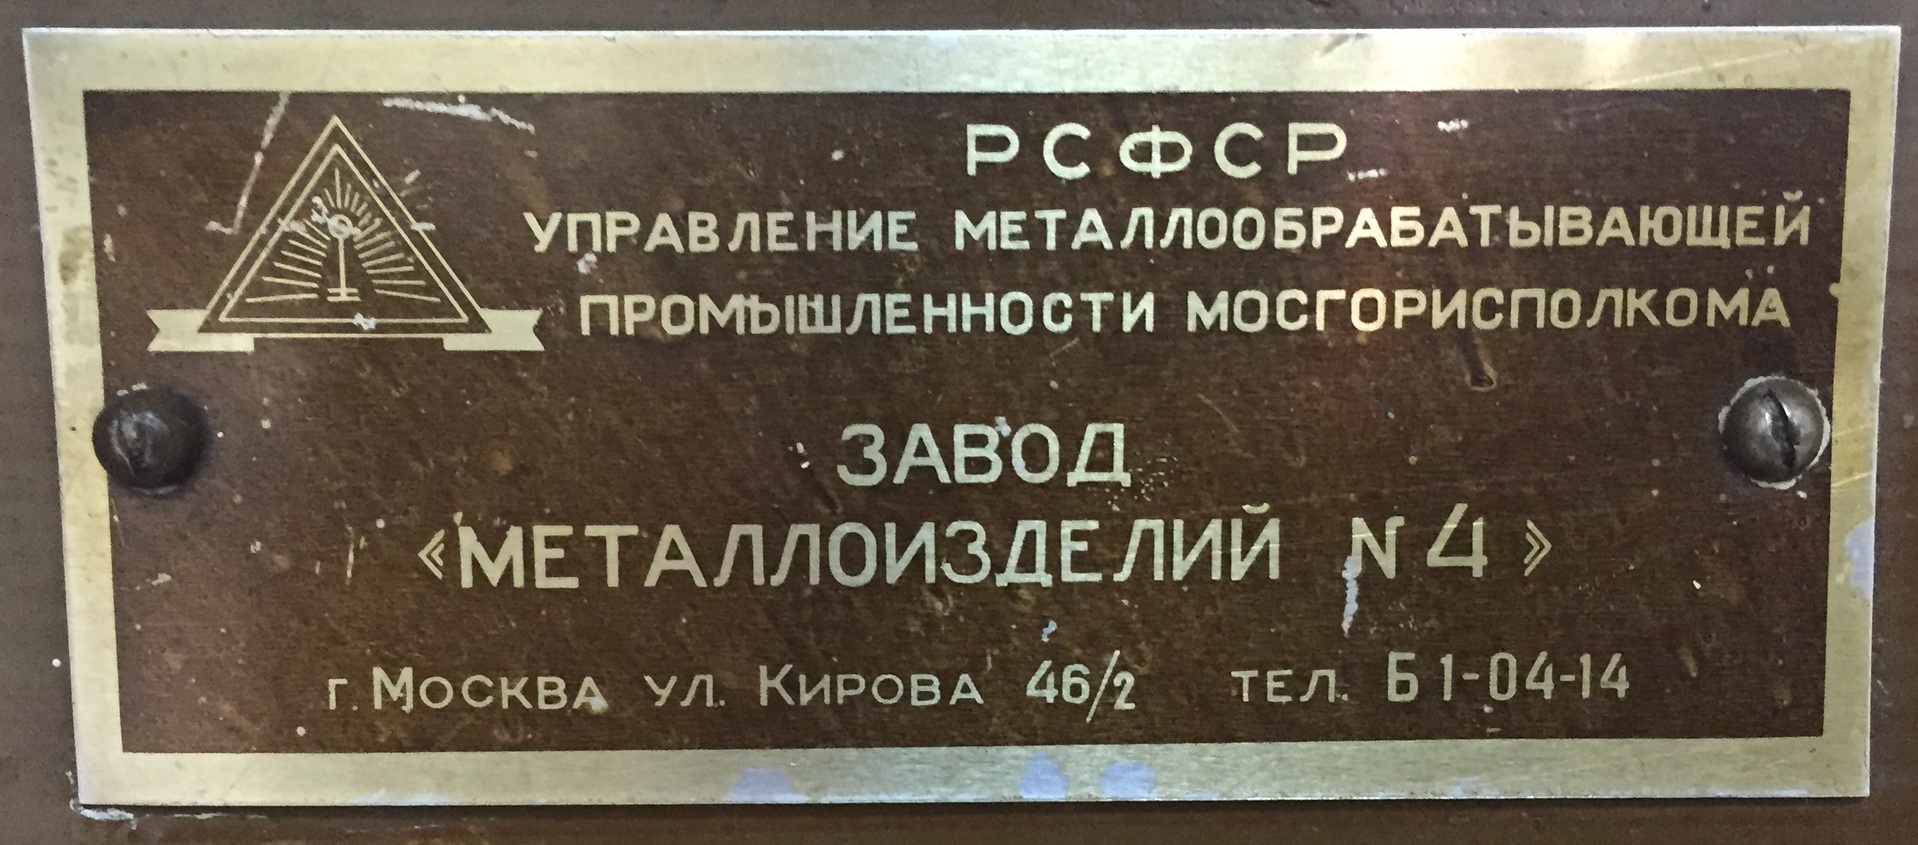 РСФСР
УПРАВЛЕНИЕ МЕТАЛЛООБРАБАТЫВАЮЩЕЙ
ПРОМЫШЛЕННОСТИ МОСГОРИСПОЛКОМА
ЗАВОД
«МЕТАЛЛОИЗДЕЛИЙ N 4»
г. МОСКВА УЛ. КИРОВА 46/2 ТЕЛ. Б 1-04-14